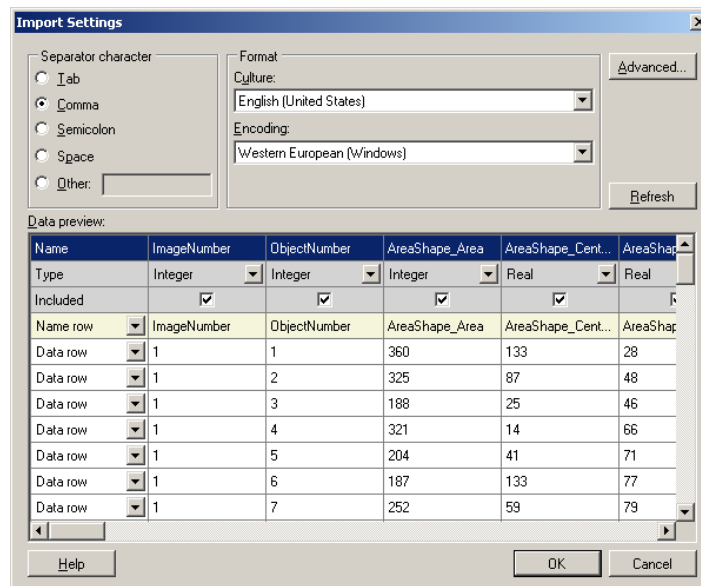 Import Settings
Separator character
Tab
Comma
Semicolon
Space
Other:
Format
Culture:
English (United States)
Encoding:
Western European (Windows)
Advanced...
Refresh
Data preview:
Name ImageNumber ObjectNumber AreaShape_Area AreaShape_Cent... AreaShap
Type Integer Integer Integer Real Real
Included
Name row ImageNumber ObjectNumber AreaShape_Area AreaShape_Cent... AreaShap
Data row 1 1 360 133 28
Data row 1 2 325 87 48
Data row 1 3 188 25 46
Data row 1 4 321 14 66
Data row 1 5 204 41 71
Data row 1 6 187 133 77
Data row 1 7 252 59 79
Help OK Cancel